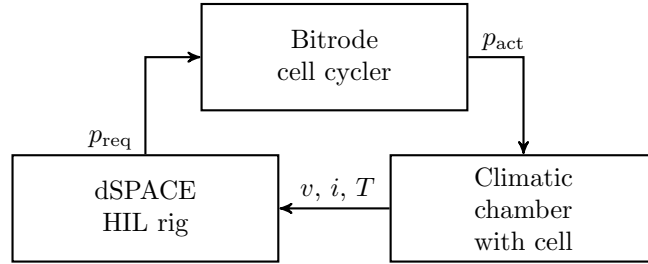 Bitrode
cell cycler
p_act
p_req
dSPACE
HIL rig
v, i, T
Climatic
chamber
with cell